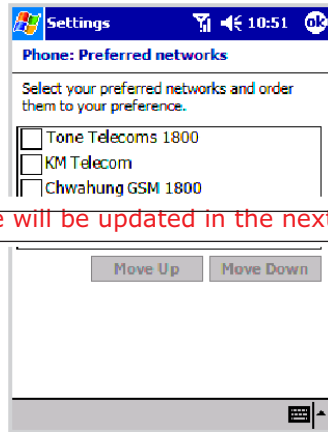 Settings 10:51 ok
Phone: Preferred networks
Select your preferred networks and order
them to your preference.
Tone Telecoms 1800
KM Telecom
Chwahung GSM 1800
will be updated in the next
Move Up Move Down